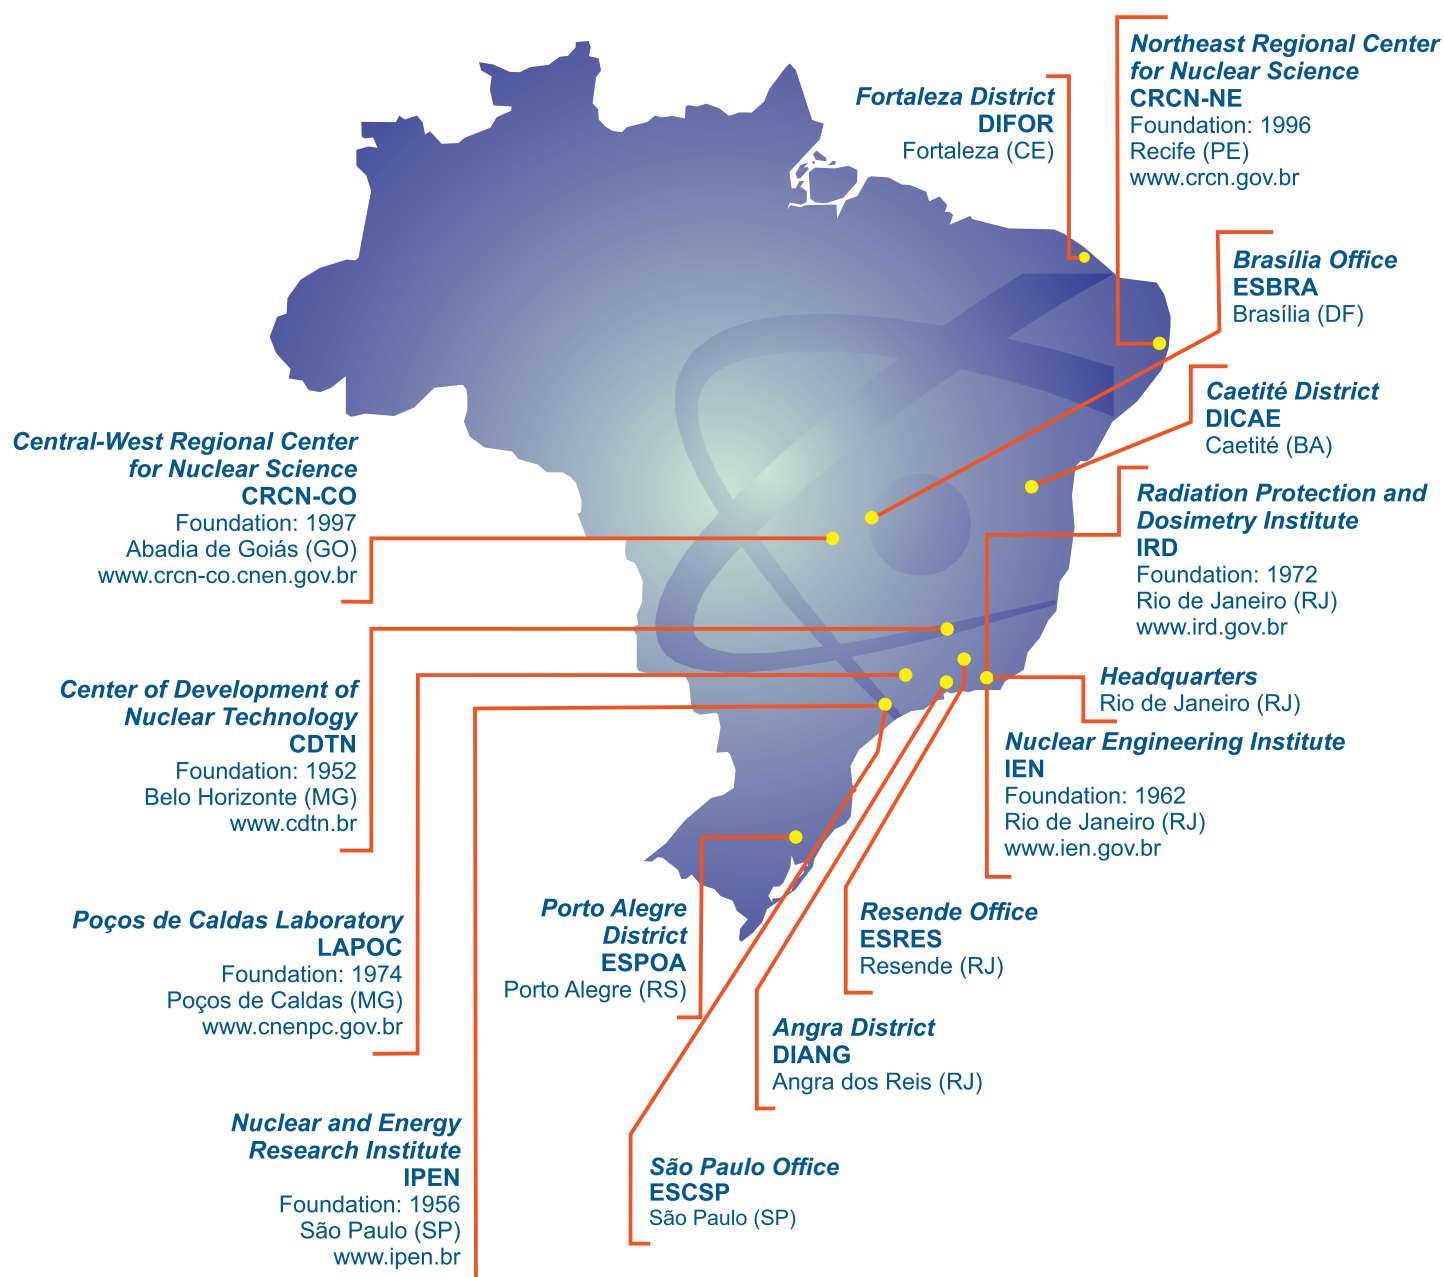 Northeast Regional Center
for Nuclear Science
CRCN-NE
Foundation: 1996
Recife (PE)
www.crcn.gov.br
Fortaleza District
DIFOR
Fortaleza (CE)
Brasília Office
ESBRA
Brasília (DF)
Caetité District
DICAE
Caetité (BA)
Central-West Regional Center
for Nuclear Science
CRCN-CO
Foundation: 1997
Abadia de Goiás (GO)
www.crcn-co.cnen.gov.br
Radiation Protection and
Dosimetry Institute
IRD
Foundation: 1972
Rio de Janeiro (RJ)
www.ird.gov.br
Headquarters
Rio de Janeiro (RJ)
Center of Development of
Nuclear Technology
CDTN
Foundation: 1952
Belo Horizonte (MG)
www.cdtn.br
Nuclear Engineering Institute
IEN
Foundation: 1962
Rio de Janeiro (RJ)
www.ien.gov.br
Poços de Caldas Laboratory
LAPOC
Foundation: 1974
Poços de Caldas (MG)
www.cnenpc.gov.br
Porto Alegre
District
ESPOA
Porto Alegre (RS)
Resende Office
ESRES
Resende (RJ)
Angra District
DIANG
Angra dos Reis (RJ)
Nuclear and Energy
Research Institute
IPEN
Foundation: 1956
São Paulo (SP)
www.ipen.br
São Paulo Office
ESCSP
São Paulo (SP)